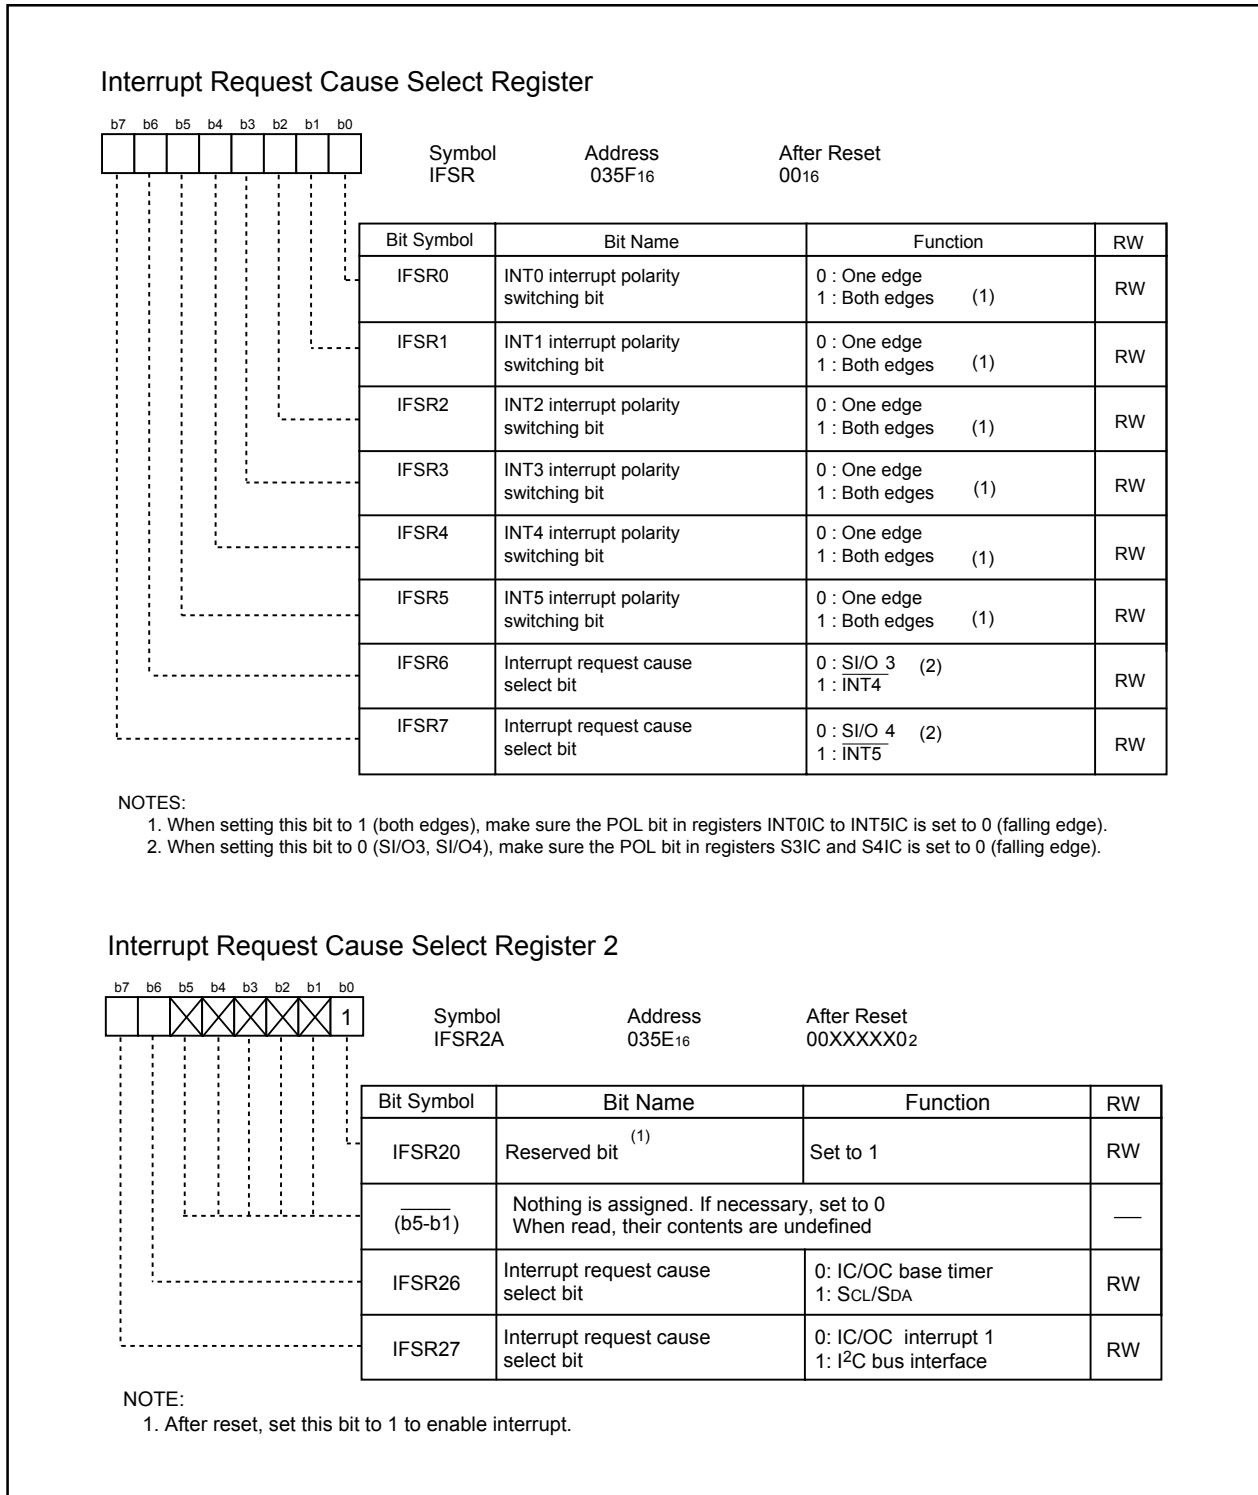 Interrupt Request Cause Select Register
b7 b6 b5 b4 b3 b2 b1 b0
Symbol Address After Reset
IFSR 035F16 0016
Bit Symbol Bit Name Function RW
IFSR0 INT0 interrupt polarity switching bit 0 : One edge
1 : Both edges (1) RW
IFSR1 INT1 interrupt polarity switching bit 0 : One edge
1 : Both edges (1) RW
IFSR2 INT2 interrupt polarity switching bit 0 : One edge
1 : Both edges (1) RW
IFSR3 INT3 interrupt polarity switching bit 0 : One edge
1 : Both edges (1) RW
IFSR4 INT4 interrupt polarity switching bit 0 : One edge
1 : Both edges (1) RW
IFSR5 INT5 interrupt polarity switching bit 0 : One edge
1 : Both edges (1) RW
IFSR6 Interrupt request cause select bit 0 : SI/O 3 (2)
1 : INT4 RW
IFSR7 Interrupt request cause select bit 0 : SI/O 4 (2)
1 : INT5 RW
NOTES:
1. When setting this bit to 1 (both edges), make sure the POL bit in registers INT0IC to INT5IC is set to 0 (falling edge).
2. When setting this bit to 0 (SI/O3, SI/O4), make sure the POL bit in registers S3IC and S4IC is set to 0 (falling edge).
Interrupt Request Cause Select Register 2
b7 b6 b5 b4 b3 b2 b1 b0
1
Symbol Address After Reset
IFSR2A 035E16 00XXXXX02
Bit Symbol Bit Name Function RW
IFSR20 Reserved bit (1) Set to 1 RW
(b5-b1) Nothing is assigned. If necessary, set to 0
When read, their contents are undefined —
IFSR26 Interrupt request cause select bit 0: IC/OC base timer
1: SCL/SDA RW
IFSR27 Interrupt request cause select bit 0: IC/OC interrupt 1
1: I2C bus interface RW
NOTE:
1. After reset, set this bit to 1 to enable interrupt.